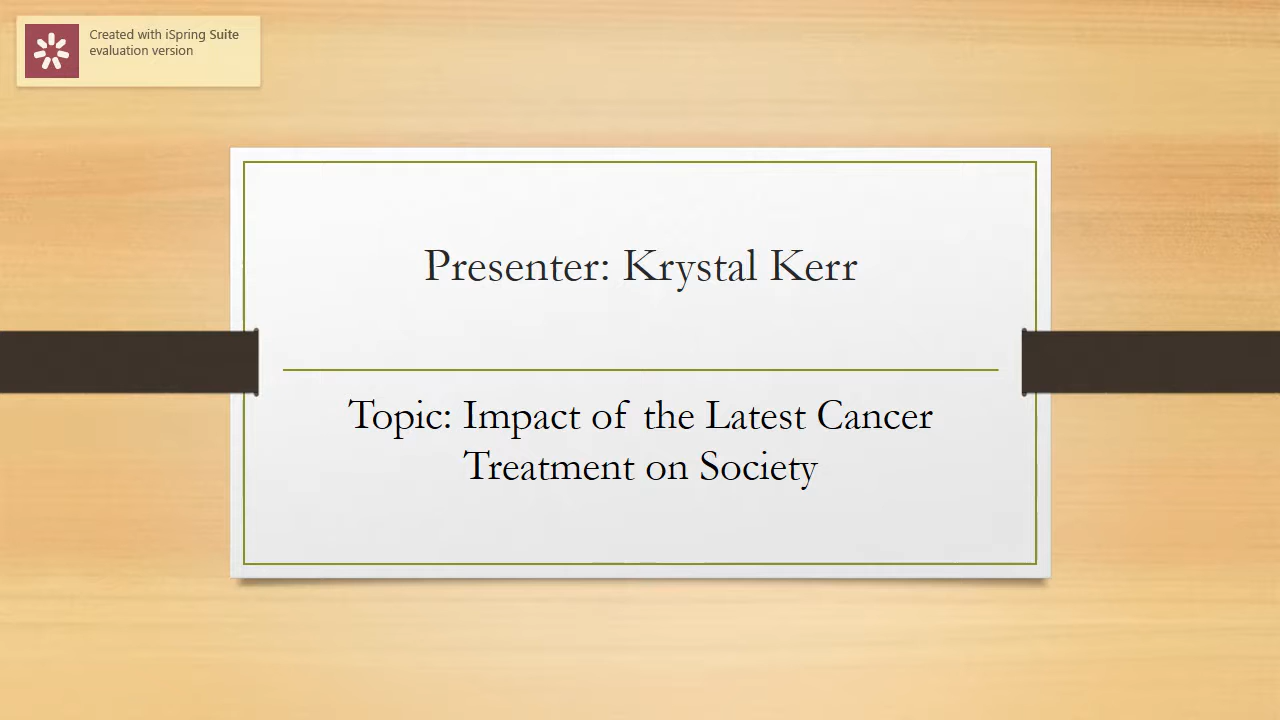 Created with iSpring Suite
evaluation version
Presenter: Krystal Kerr
Topic: Impact of the Latest Cancer
Treatment on Society